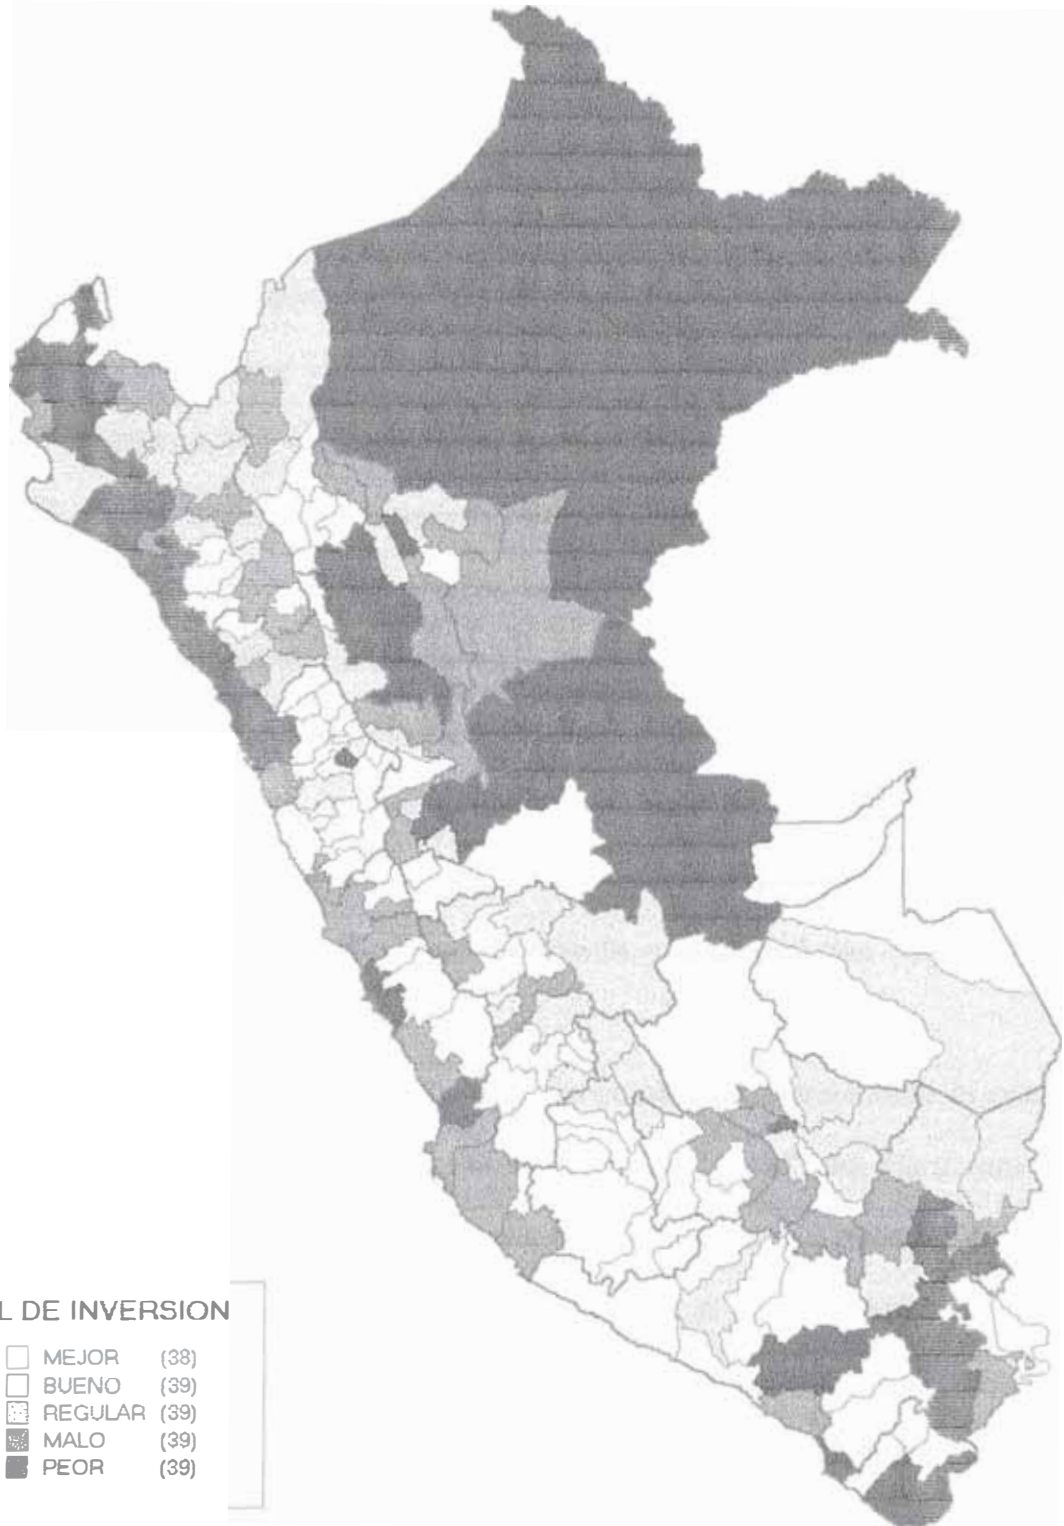 L DE INVERSION
MEJOR (38)
BUENO (39)
REGULAR (39)
MALO (39)
PEOR (39)